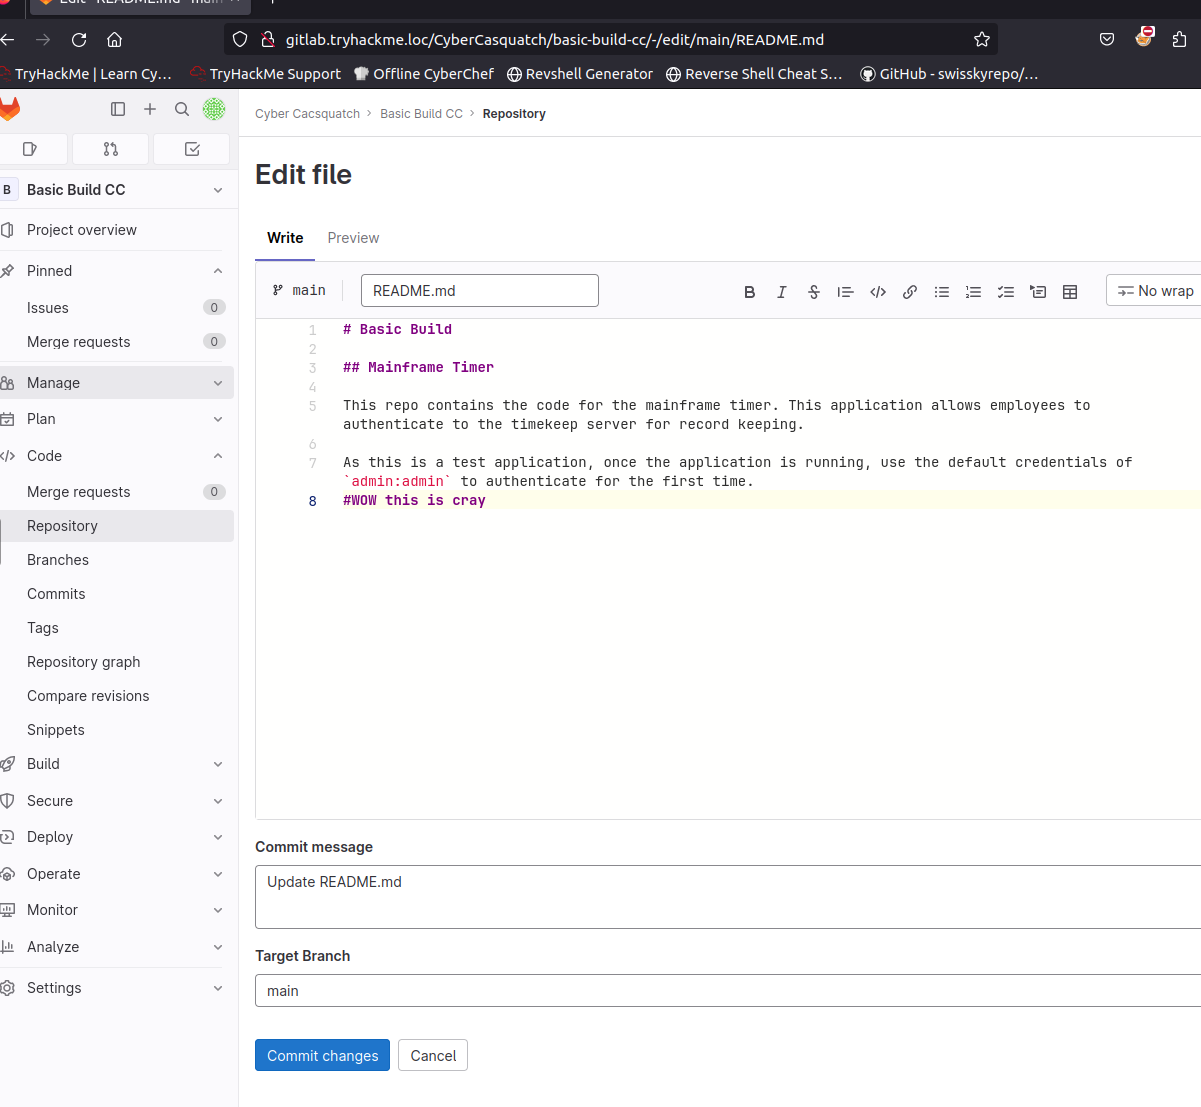 Edit · README.md · main
gitlab.tryhackme.loc/CyberCasquatch/basic-build-cc/-/edit/main/README.md
TryHackMe | Learn Cy… TryHackMe Support Offline CyberChef Revshell Generator Reverse Shell Cheat S… GitHub - swisskyrepo/…
Cyber Cacsquatch › Basic Build CC › Repository
B Basic Build CC
Project overview
Pinned
Issues 0
Merge requests 0
Manage
Plan
Code
Merge requests 0
Repository
Branches
Commits
Tags
Repository graph
Compare revisions
Snippets
Build
Secure
Deploy
Operate
Monitor
Analyze
Settings
Edit file
Write Preview
main README.md No wrap
1 # Basic Build
2
3 ## Mainframe Timer
4
5 This repo contains the code for the mainframe timer. This application allows employees to
authenticate to the timekeep server for record keeping.
6
7 As this is a test application, once the application is running, use the default credentials of
`admin:admin` to authenticate for the first time.
8 #WOW this is cray
Commit message
Update README.md
Target Branch
main
Commit changes Cancel